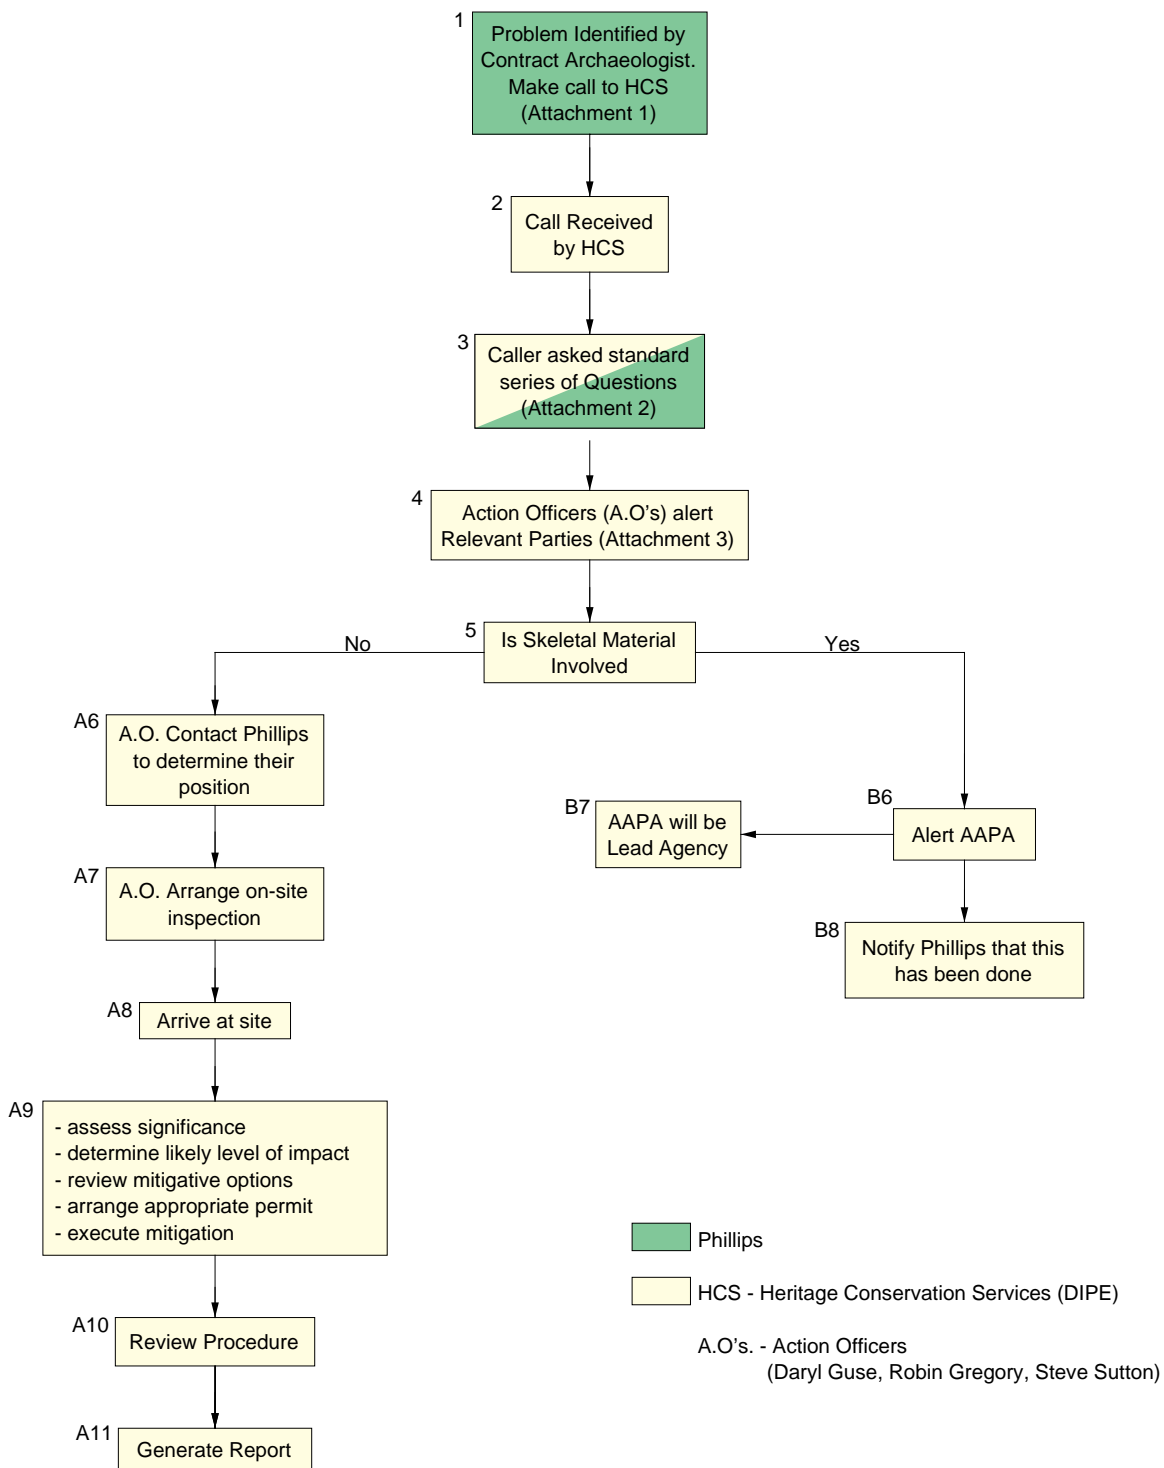 1
Problem Identified by
Contract Archaeologist.
Make call to HCS
(Attachment 1)
2
Call Received
by HCS
3
Caller asked standard
series of Questions
(Attachment 2)
4
Action Officers (A.O's) alert
Relevant Parties (Attachment 3)
5
Is Skeletal Material
Involved
No
Yes
A6
A.O. Contact Phillips
to determine their
position
A7
A.O. Arrange on-site
inspection
A8
Arrive at site
A9
- assess significance
- determine likely level of impact
- review mitigative options
- arrange appropriate permit
- execute mitigation
A10
Review Procedure
A11
Generate Report
B6
Alert AAPA
B7
AAPA will be
Lead Agency
B8
Notify Phillips that this
has been done
Phillips
HCS - Heritage Conservation Services (DIPE)
A.O's. - Action Officers
(Daryl Guse, Robin Gregory, Steve Sutton)